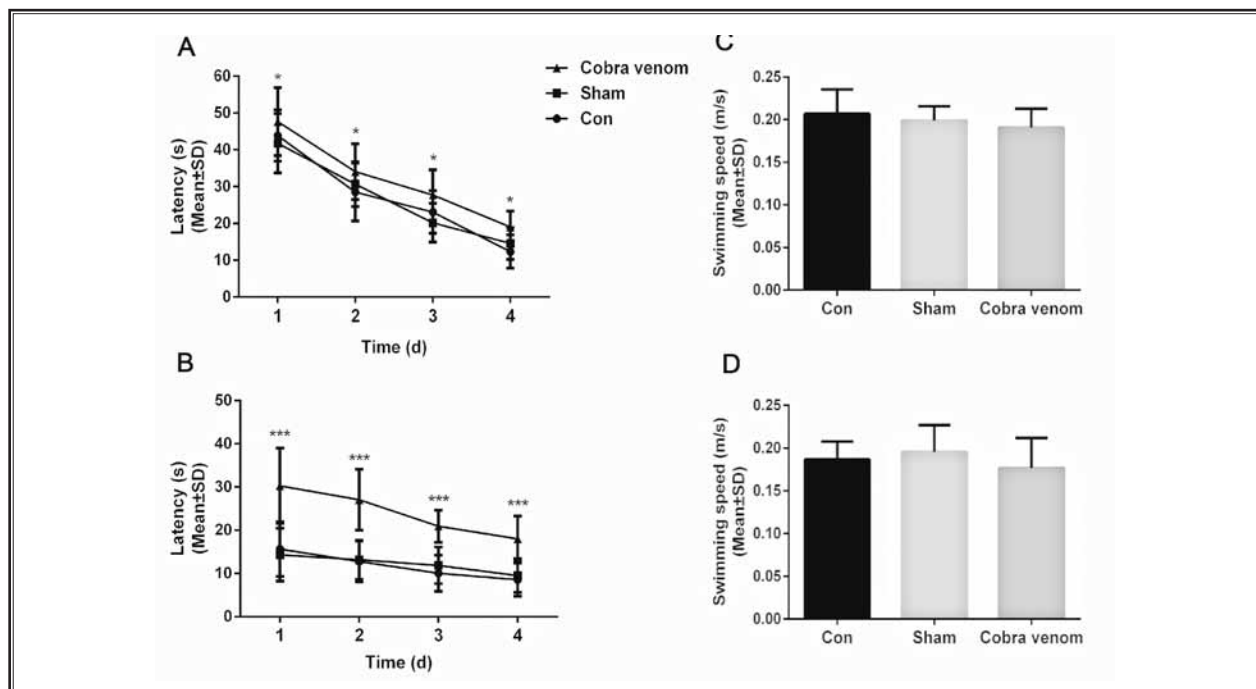 A
60
50
40
30
20
10
0
Latency (s)
(Mean±SD)
*
*
*
*
1 2 3 4
Time (d)
Cobra venom
Sham
Con
B
50
40
30
20
10
0
Latency (s)
(Mean±SD)
***
***
***
***
1 2 3 4
Time (d)
C
0.25
0.20
0.15
0.10
0.05
0.00
Swimming speed (m/s)
(Mean±SD)
Con Sham Cobra venom
D
0.25
0.20
0.15
0.10
0.05
0.00
Swimming speed (m/s)
(Mean±SD)
Con Sham Cobra venom